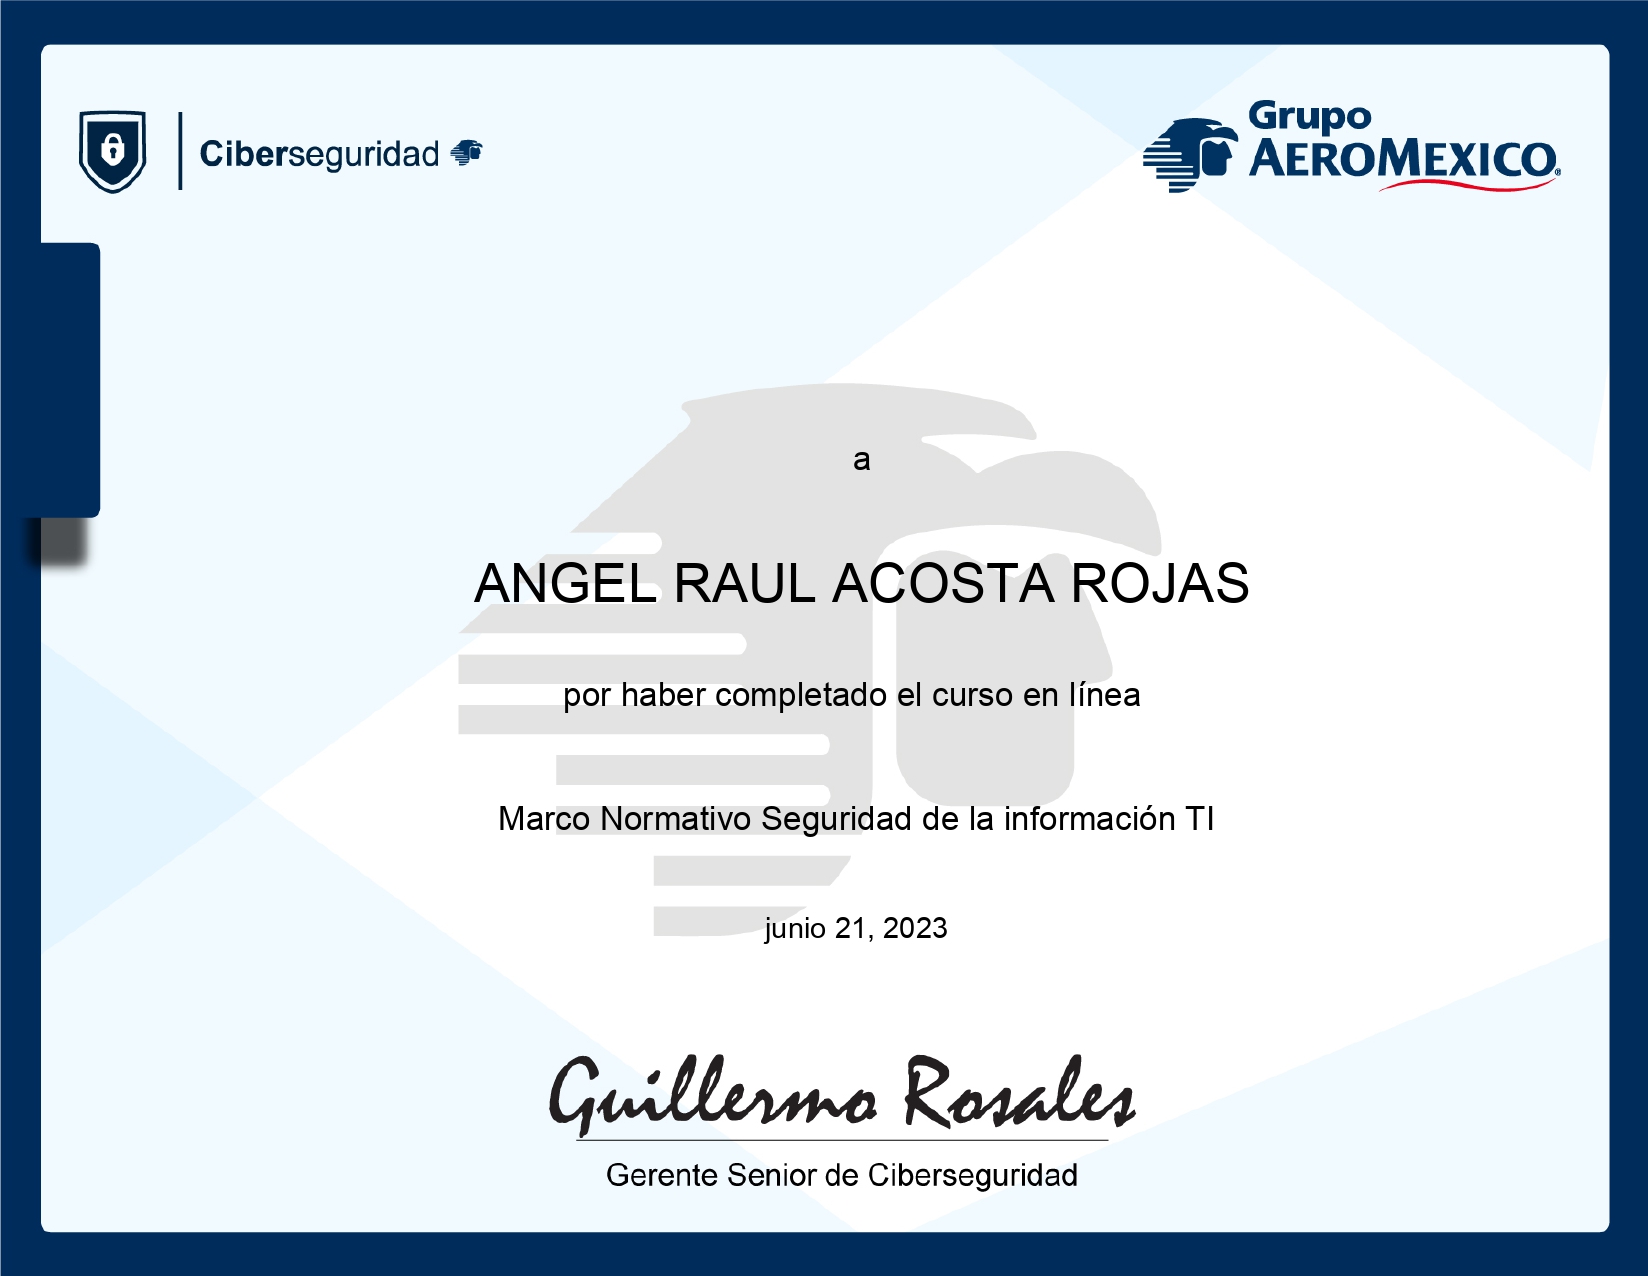 Ciberseguridad
Grupo
AEROMEXICO®
a
ANGEL RAUL ACOSTA ROJAS
por haber completado el curso en línea
Marco Normativo Seguridad de la información TI
junio 21, 2023
Guillermo Rosales
Gerente Senior de Ciberseguridad